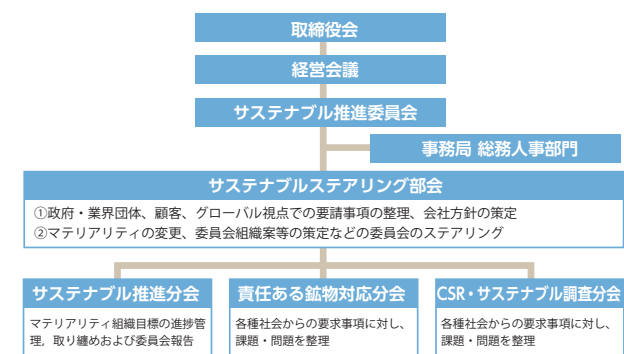 取締役会
経営会議
サステナブル推進委員会
事務局 総務人事部門
サステナブルステアリング部会
①政府・業界団体、顧客、グローバル視点での要請事項の整理、会社方針の策定
②マテリアリティの変更、委員会組織案等の策定などの委員会のステアリング
サステナブル推進分会
マテリアリティ組織目標の進捗管
理，取り纏めおよび委員会報告
責任ある鉱物対応分会
各種社会からの要求事項に対し、
課題・問題を整理
CSR・サステナブル調査分会
各種社会からの要求事項に対し、
課題・問題を整理